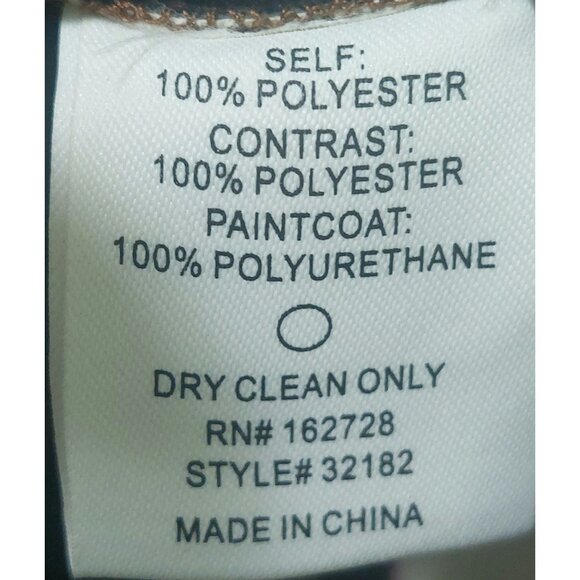 SELF:
100% POLYESTER
CONTRAST:
100% POLYESTER
PAINTCOAT:
100% POLYURETHANE
DRY CLEAN ONLY
RN# 162728
STYLE# 32182
MADE IN CHINA